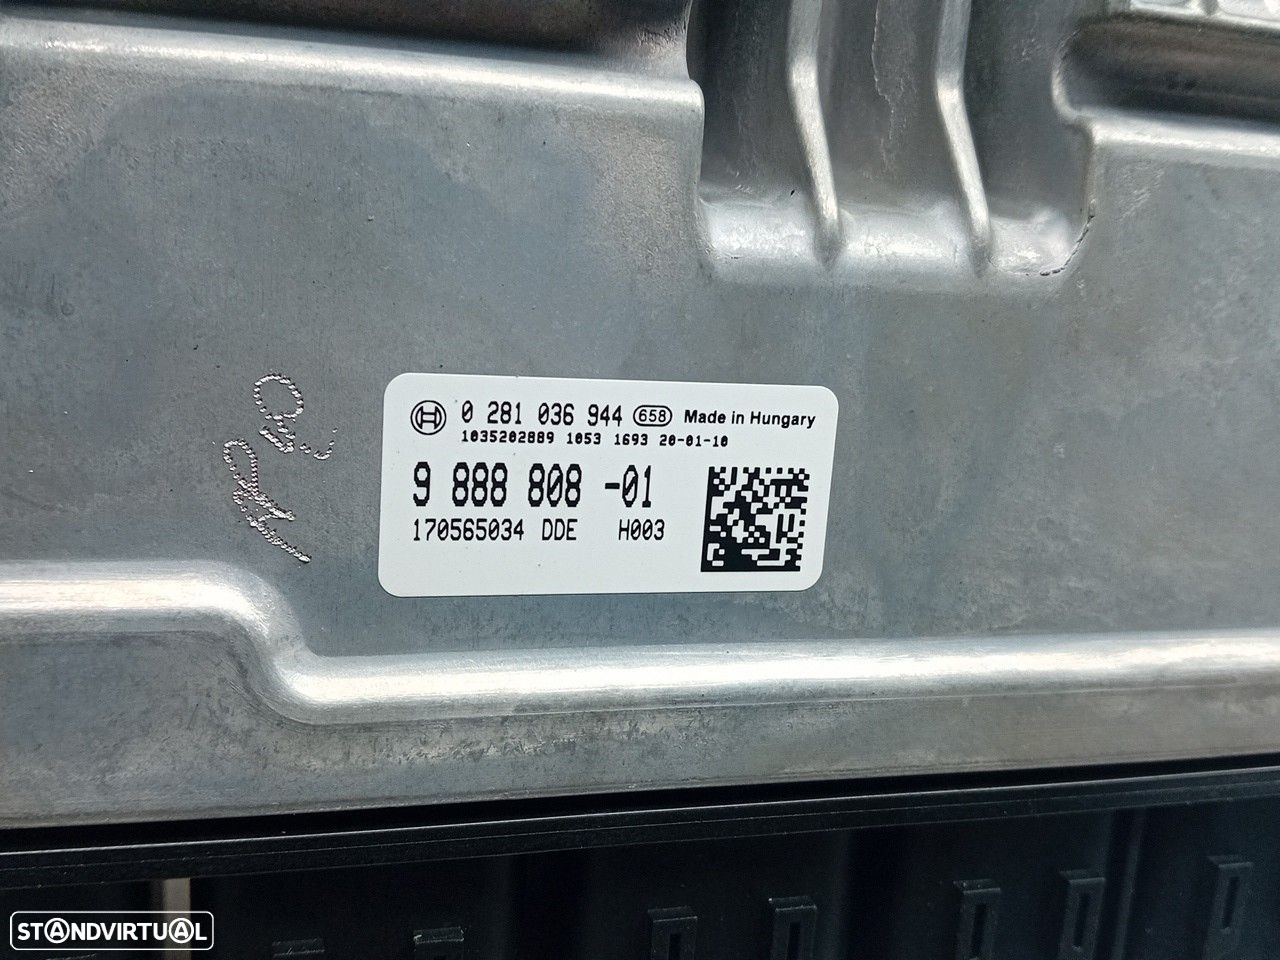 0 281 036 944 658 Made in Hungary
1035202889 1053 1693 20-01-10
9 888 808 -01
170565034 DDE H003
STANDVIRTUAL